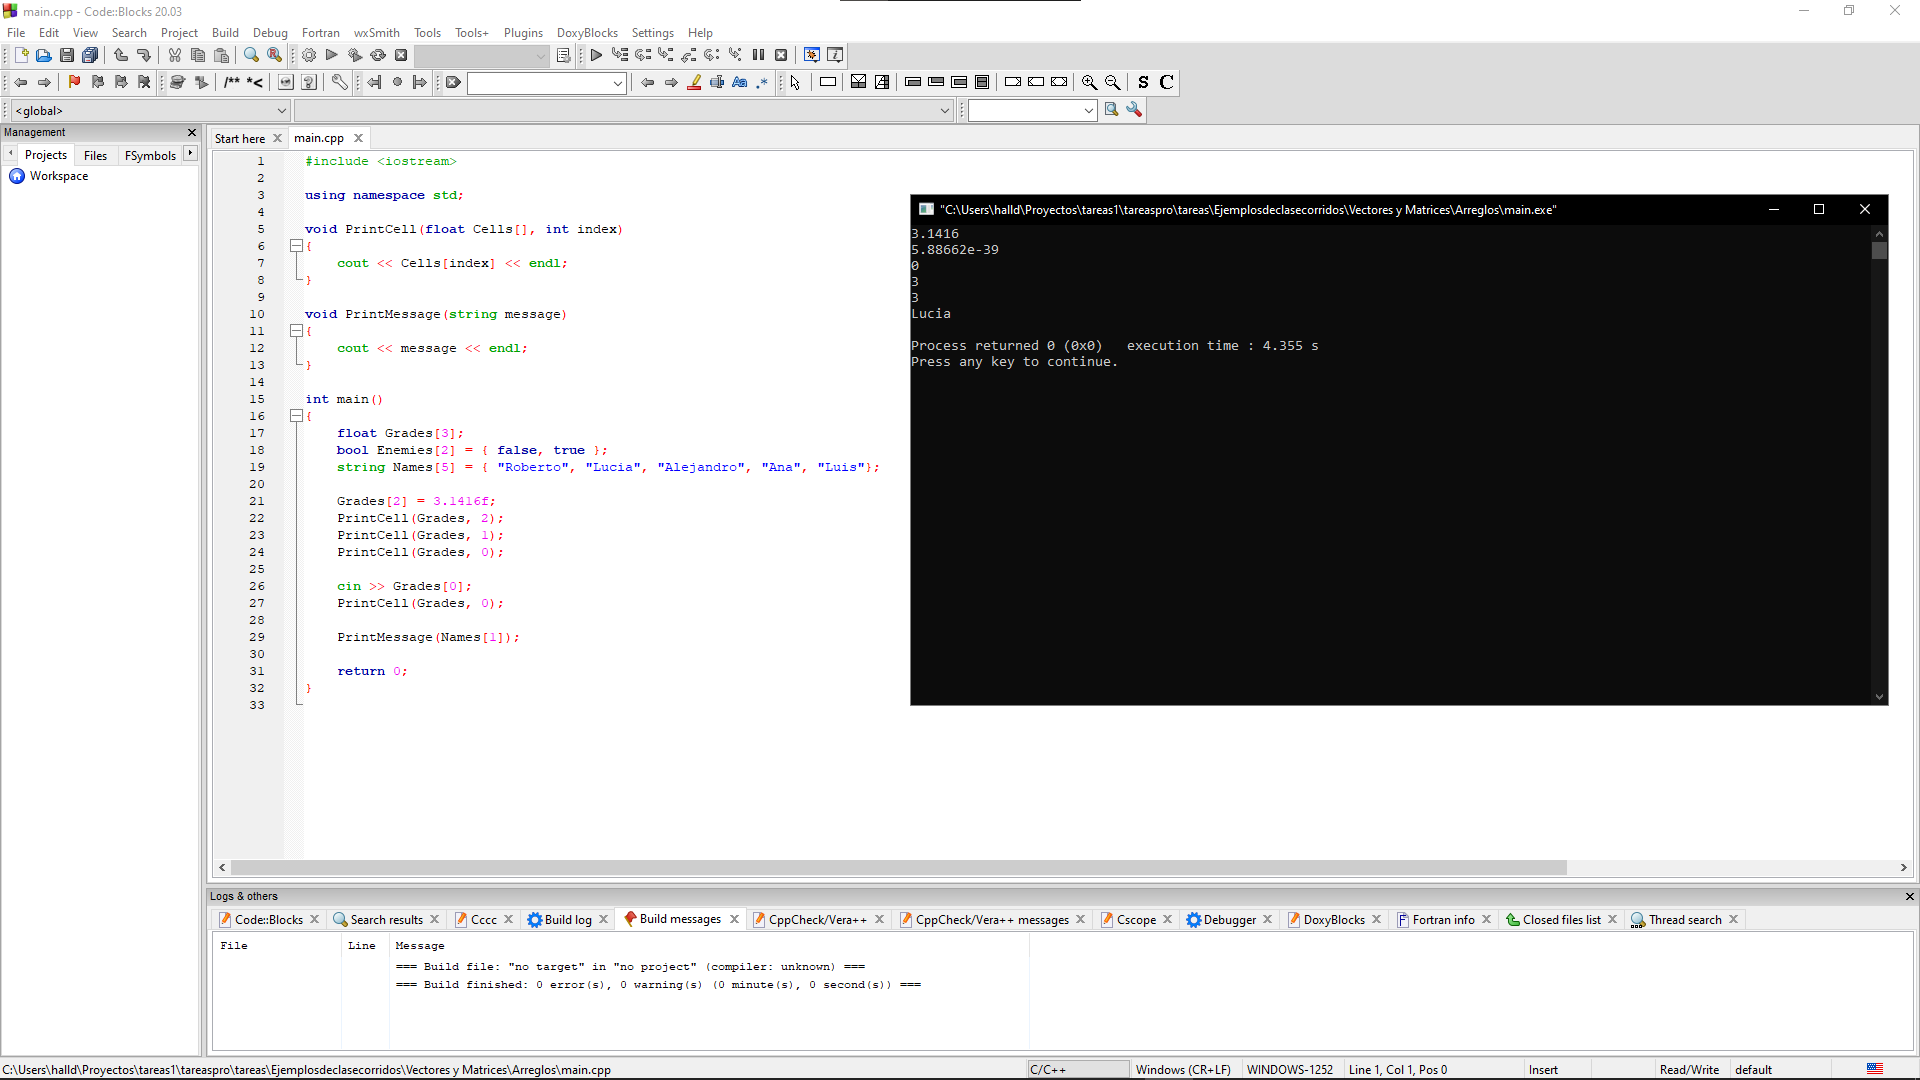 main.cpp - Code::Blocks 20.03
File Edit View Search Project Build Debug Fortran wxSmith Tools Tools+ Plugins DoxyBlocks Settings Help
/** *<
Aa .*
S C
<global>
Management
Projects Files FSymbols
Workspace
Start here main.cpp
1 #include <iostream>
2
3 using namespace std;
4
5 void PrintCell(float Cells[], int index)
6 {
7 cout << Cells[index] << endl;
8 }
9
10 void PrintMessage(string message)
11 {
12 cout << message << endl;
13 }
14
15 int main()
16 {
17 float Grades[3];
18 bool Enemies[2] = { false, true };
19 string Names[5] = { "Roberto", "Lucia", "Alejandro", "Ana", "Luis"};
20
21 Grades[2] = 3.1416f;
22 PrintCell(Grades, 2);
23 PrintCell(Grades, 1);
24 PrintCell(Grades, 0);
25
26 cin >> Grades[0];
27 PrintCell(Grades, 0);
28
29 PrintMessage(Names[1]);
30
31 return 0;
32 }
33
"C:\Users\halld\Proyectos\tareas1\tareaspro\tareas\Ejemplosdeclasecorridos\Vectores y Matrices\Arreglos\main.exe"
3.1416
5.88662e-39
0
3
3
Lucia
Process returned 0 (0x0) execution time : 4.355 s
Press any key to continue.
Logs & others
Code::Blocks Search results Cccc Build log Build messages CppCheck/Vera++ CppCheck/Vera++ messages Cscope Debugger DoxyBlocks Fortran info Closed files list Thread search
File Line Message
=== Build file: "no target" in "no project" (compiler: unknown) ===
=== Build finished: 0 error(s), 0 warning(s) (0 minute(s), 0 second(s)) ===
C:\Users\halld\Proyectos\tareas1\tareaspro\tareas\Ejemplosdeclasecorridos\Vectores y Matrices\Arreglos\main.cpp C/C++ Windows (CR+LF) WINDOWS-1252 Line 1, Col 1, Pos 0 Insert Read/Write default